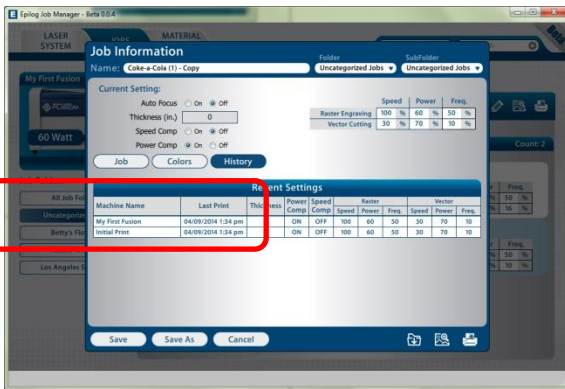 Epilog Job Manager - Beta 0.0.4
Beta
LASER
SYSTEM
JOBS
MATERIAL
Job Information
Name: Coke-a-Cola (1) - Copy
Folder
Uncategorized Jobs
SubFolder
Uncategorized Jobs
Current Setting:
Auto Focus On Off
Thickness (in.) 0
Speed Comp On Off
Power Comp On Off
Speed Power Freq.
Raster Engraving 100 % 60 % 50 %
Vector Cutting 30 % 70 % 10 %
Job Colors History
Recent Settings
Machine Name Last Print Thickness Power Comp Speed Comp Raster Vector
Speed Power Freq. Speed Power Freq.
My First Fusion 04/09/2014 1:34 pm ON OFF 100 60 50 30 70 10
Initial Print 04/09/2014 1:34 pm ON OFF 100 60 50 30 70 10
Save Save As Cancel
My First Fusion
FUSION
60 Watt
All Job Fol
Uncategorize
Betty's Flo
Los Angeles S
Count: 2
Freq.
% 50 %
% 16 %
Freq.
% 50 %
% 10 %